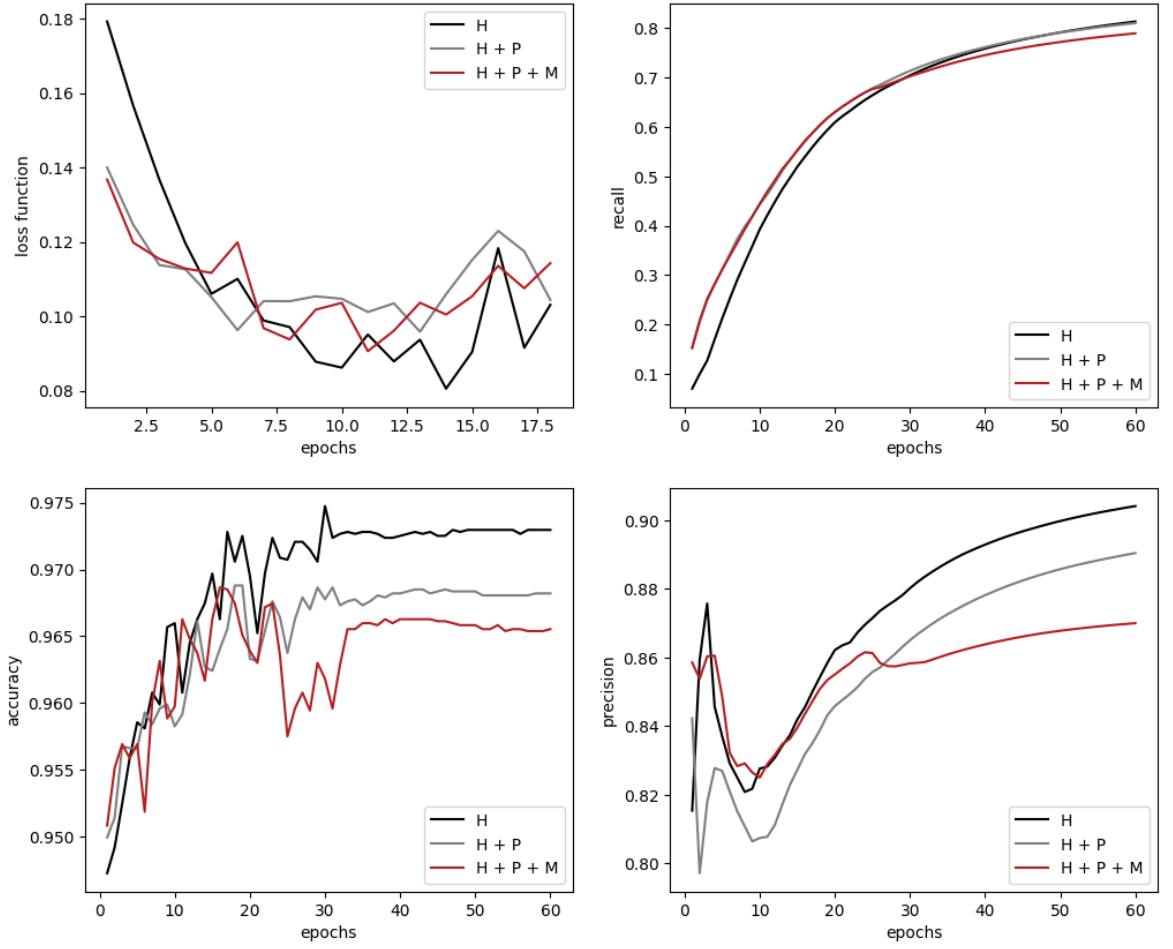 0.18
0.16
0.14
0.12
0.10
0.08
loss function
2.5
5.0
7.5
10.0
12.5
15.0
17.5
epochs
H
H + P
H + P + M
0.8
0.7
0.6
0.5
0.4
0.3
0.2
0.1
recall
0
10
20
30
40
50
60
epochs
H
H + P
H + P + M
0.975
0.970
0.965
0.960
0.955
0.950
accuracy
0
10
20
30
40
50
60
epochs
H
H + P
H + P + M
0.90
0.88
0.86
0.84
0.82
0.80
precision
0
10
20
30
40
50
60
epochs
H
H + P
H + P + M